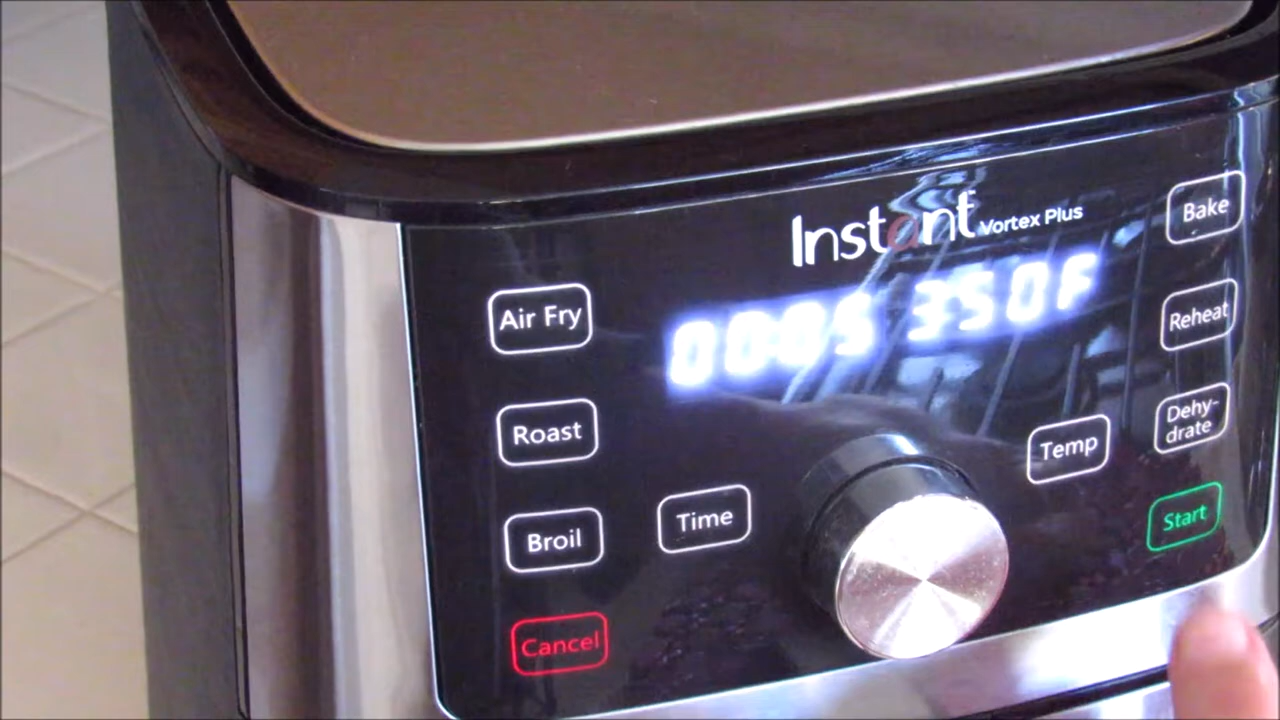 Instant Vortex Plus
0005 350F
Air Fry
Roast
Broil
Cancel
Time
Temp
Bake
Reheat
Dehy-
drate
Start